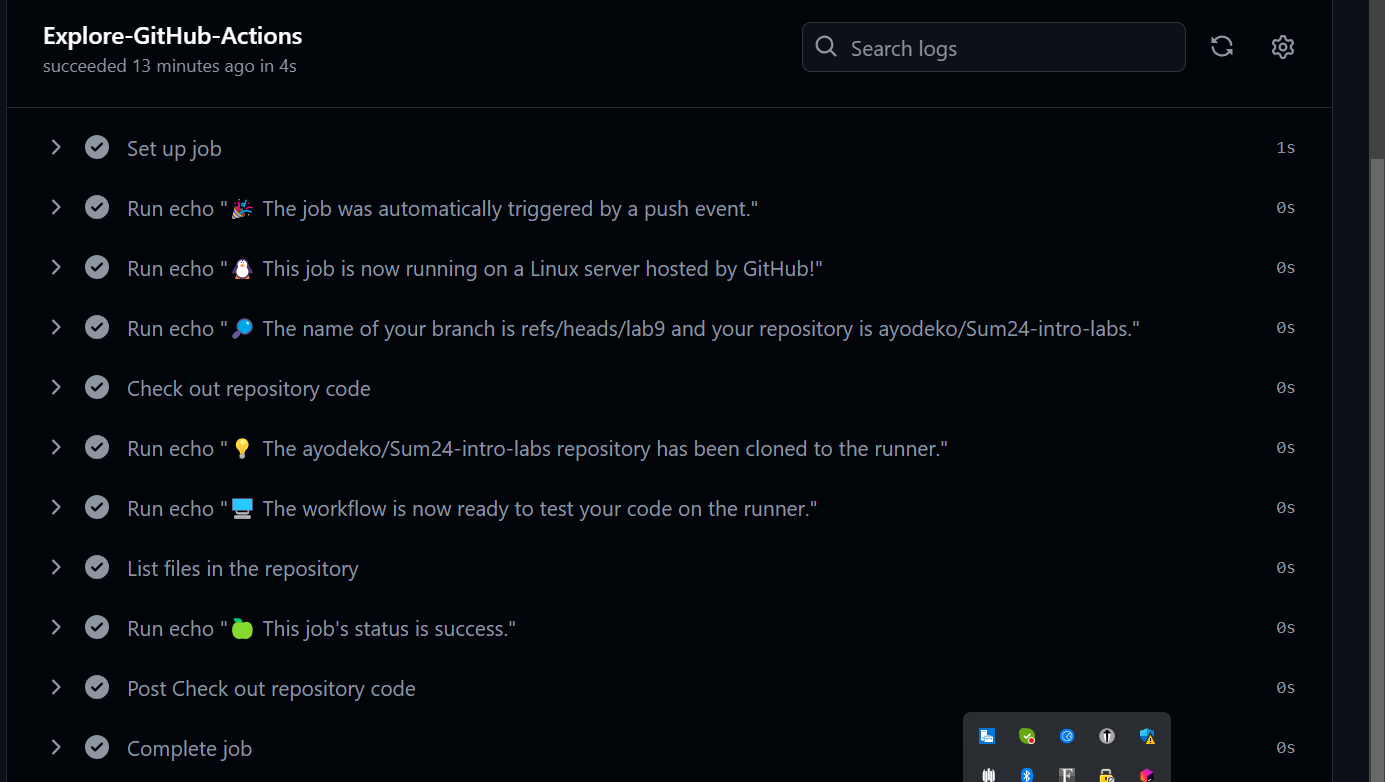 Explore-GitHub-Actions
succeeded 13 minutes ago in 4s
Search logs
Set up job 1s
Run echo "🎉 The job was automatically triggered by a push event." 0s
Run echo "🐧 This job is now running on a Linux server hosted by GitHub!" 0s
Run echo "🔎 The name of your branch is refs/heads/lab9 and your repository is ayodeko/Sum24-intro-labs." 0s
Check out repository code 0s
Run echo "💡 The ayodeko/Sum24-intro-labs repository has been cloned to the runner." 0s
Run echo "🖥️ The workflow is now ready to test your code on the runner." 0s
List files in the repository 0s
Run echo "🍏 This job's status is success." 0s
Post Check out repository code 0s
Complete job 0s